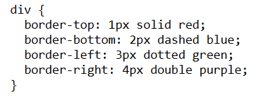 div {
  border-top: 1px solid red;
  border-bottom: 2px dashed blue;
  border-left: 3px dotted green;
  border-right: 4px double purple;
}